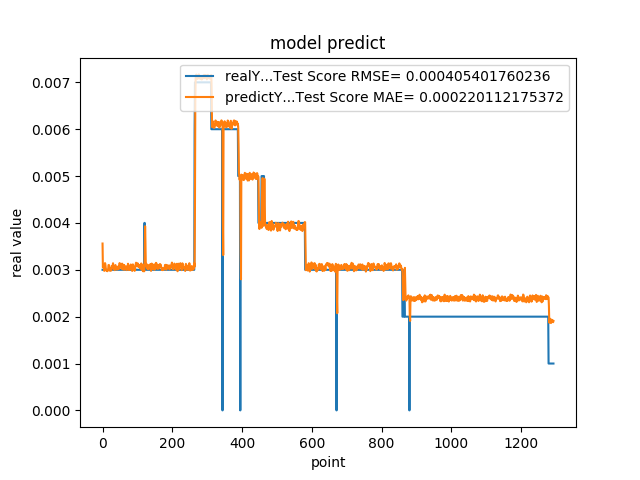 model predict
realY...Test Score RMSE= 0.000405401760236
predictY...Test Score MAE= 0.000220112175372
0.007
0.006
0.005
0.004
0.003
0.002
0.001
0.000
real value
0 200 400 600 800 1000 1200
point